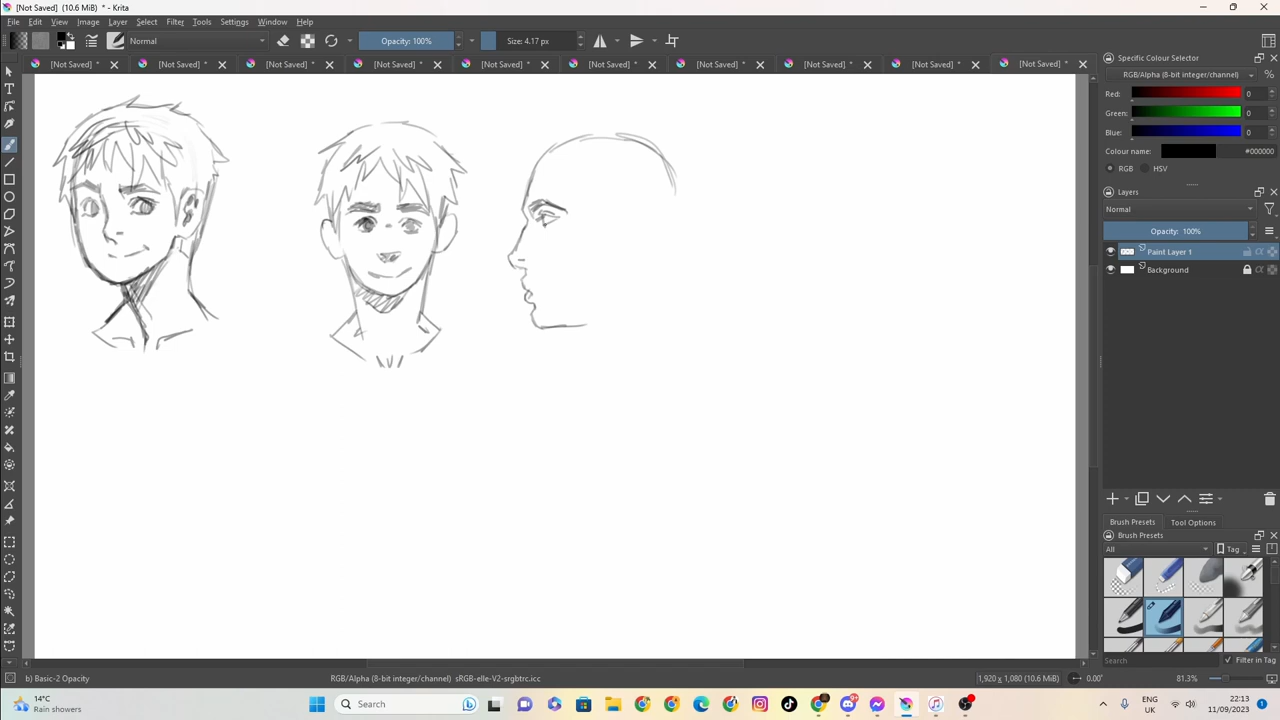 [Not Saved] (10.6 MiB) * - Krita
File Edit View Image Layer Select Filter Tools Settings Window Help
Normal Opacity: 100% Size: 4.17 px
[Not Saved] * [Not Saved] * [Not Saved] * [Not Saved] * [Not Saved] * [Not Saved] * [Not Saved] * [Not Saved] * [Not Saved] * [Not Saved] *
Specific Colour Selector
RGB/Alpha (8-bit integer/channel) %
Red: 0
Green: 0
Blue: 0
Colour name: #000000
RGB HSV
Layers
Normal
Opacity: 100%
Paint Layer 1
Background
Brush Presets Tool Options
Brush Presets
All Tag
Search Filter in Tag
b) Basic-2 Opacity RGB/Alpha (8-bit integer/channel) sRGB-elle-V2-srgbtrc.icc 1,920 x 1,080 (10.6 MiB) 0.00° 81.3%
14°C
Rain showers
Search
ENG
UK
22:13
11/09/2023